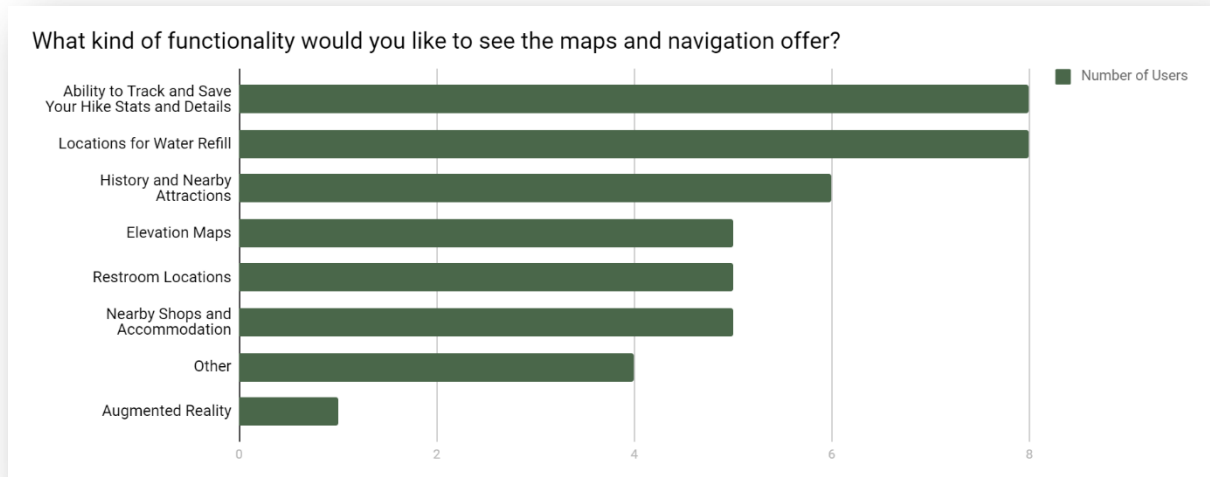 What kind of functionality would you like to see the maps and navigation offer?
Number of Users
Ability to Track and Save
Your Hike Stats and Details
Locations for Water Refill
History and Nearby
Attractions
Elevation Maps
Restroom Locations
Nearby Shops and
Accommodation
Other
Augmented Reality
0 2 4 6 8